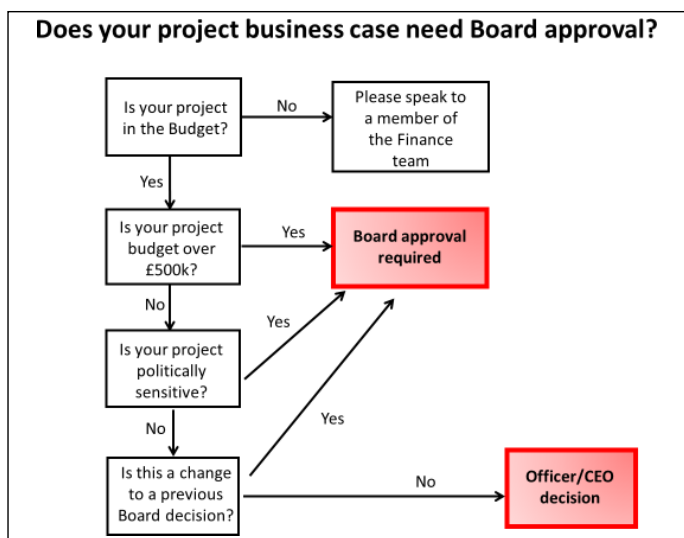 Does your project business case need Board approval?
Is your project
in the Budget?
No
Please speak to
a member of
the Finance
team
Yes
Is your project
budget over
£500k?
Yes
Board approval
required
No
Yes
Is your project
politically
sensitive?
No
Yes
Is this a change
to a previous
Board decision?
No
Officer/CEO
decision